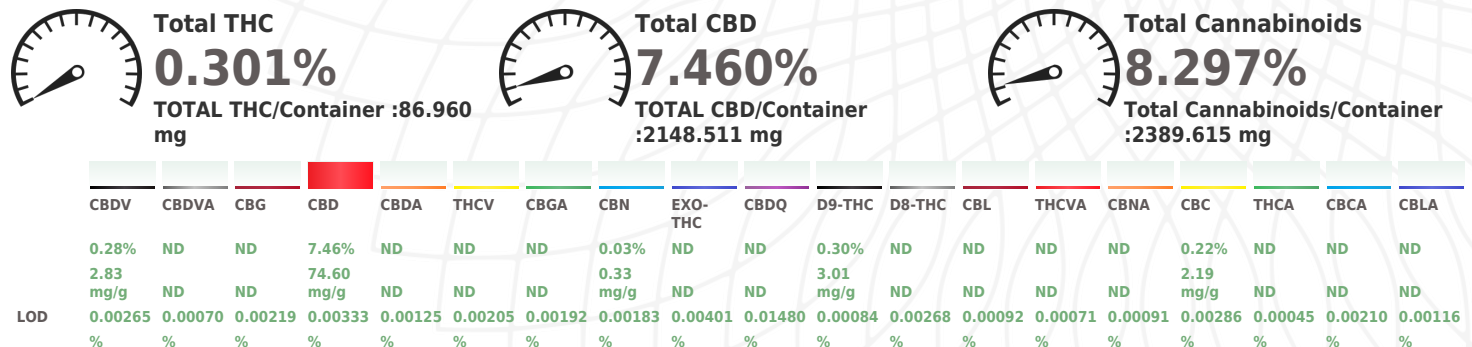 Total THC
0.301%
TOTAL THC/Container :86.960
mg
Total CBD
7.460%
TOTAL CBD/Container
:2148.511 mg
Total Cannabinoids
8.297%
Total Cannabinoids/Container
:2389.615 mg
CBDV CBDVA CBG CBD CBDA THCV CBGA CBN EXO- CBDQ D9-THC D8-THC CBL THCVA CBNA CBC THCA CBCA CBLA
THC
0.28% ND ND 7.46% ND ND ND 0.03% ND ND 0.30% ND ND ND ND 0.22% ND ND ND
2.83 74.60 0.33 3.01 2.19
mg/g ND ND mg/g ND ND ND mg/g ND ND mg/g ND ND ND ND mg/g ND ND ND
LOD 0.00265 0.00070 0.00219 0.00333 0.00125 0.00205 0.00192 0.00183 0.00401 0.01480 0.00084 0.00268 0.00092 0.00071 0.00091 0.00286 0.00045 0.00210 0.00116
% % % % % % % % % % % % % % % % % % %